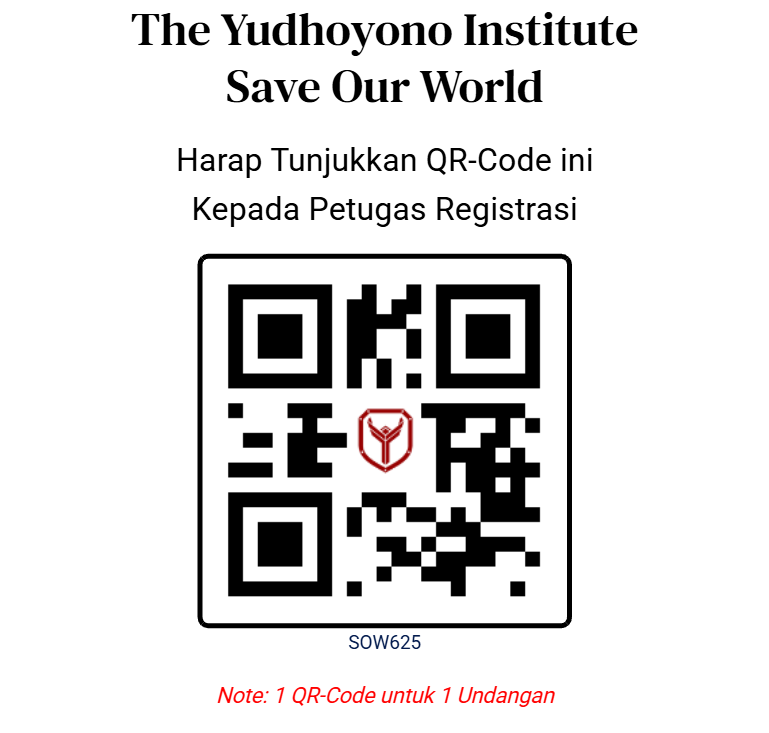 The Yudhoyono Institute
Save Our World
Harap Tunjukkan QR-Code ini
Kepada Petugas Registrasi
SOW625
Note: 1 QR-Code untuk 1 Undangan